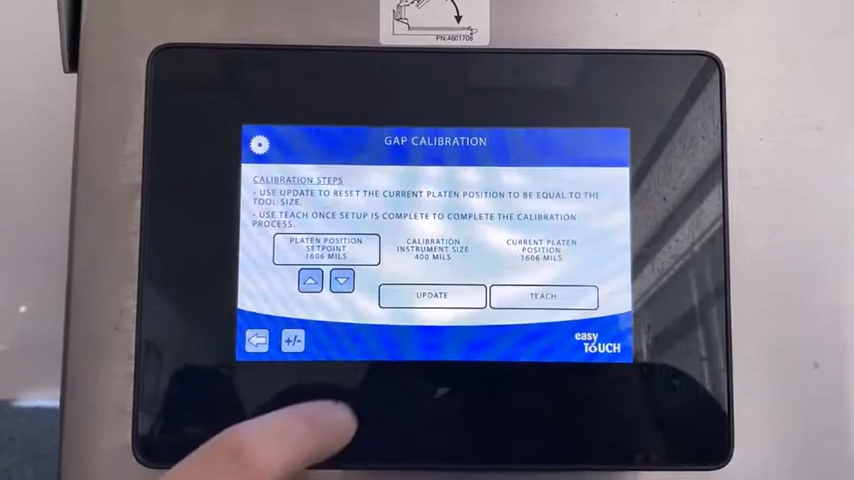 PN.4601706
GAP CALIBRATION
CALIBRATION STEPS
- USE UPDATE TO RESET THE CURRENT PLATEN POSITION TO BE EQUAL TO THE
TOOL SIZE.
- USE TEACH ONCE SETUP IS COMPLETE TO COMPLETE THE CALIBRATION
PROCESS.
PLATEN POSITION
SETPOINT
1606 MILS
CALIBRATION
INSTRUMENT SIZE
400 MILS
CURRENT PLATEN
POSITION
1606 MILS
UPDATE
TEACH
+/-
easy
TOUCH